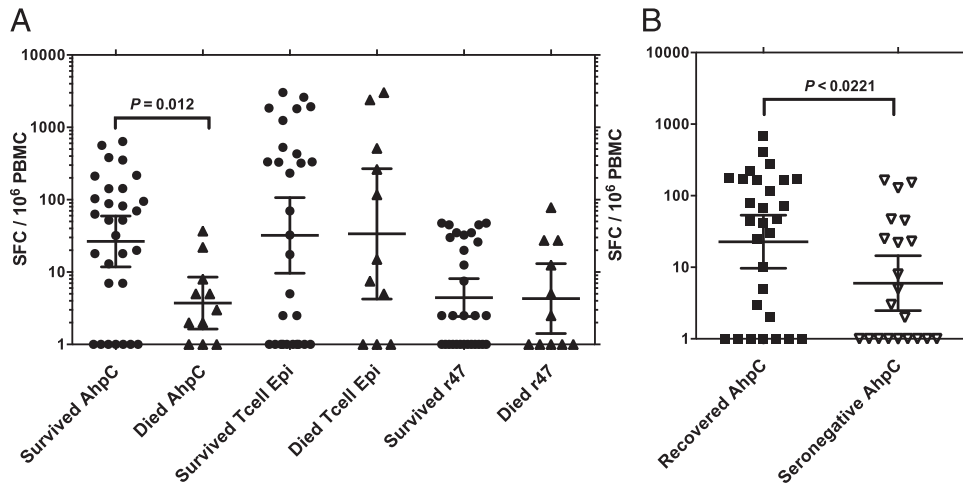 A
B
10000
1000
100
10
1
SFC / 10⁶ PBMC
P = 0.012
Survived AhpC
Died AhpC
Survived Tcell Epi
Died Tcell Epi
Survived r47
Died r47
10000
1000
100
10
1
SFC / 10⁶ PBMC
P < 0.0221
Recovered AhpC
Seronegative AhpC